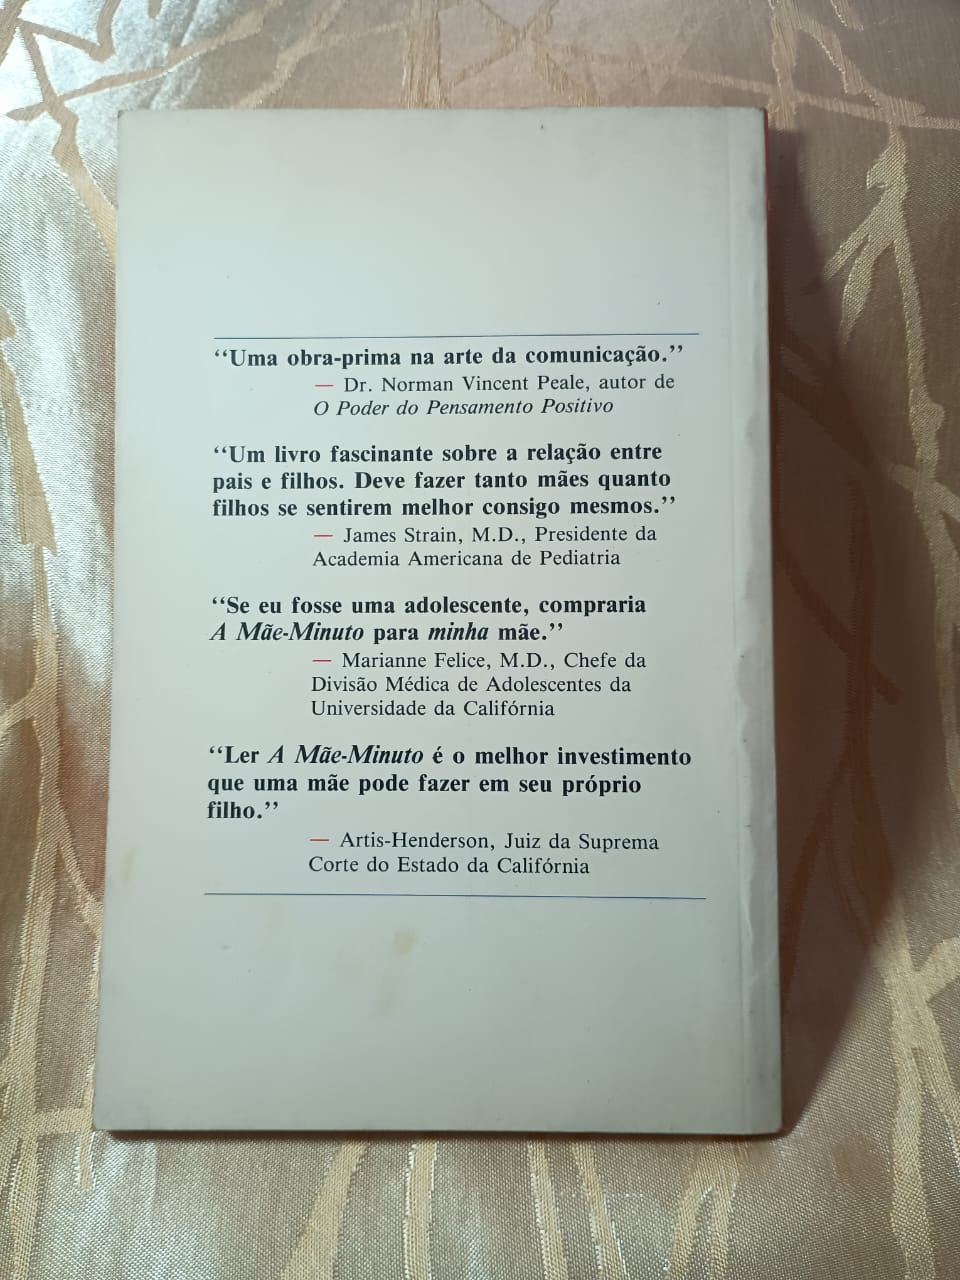 “Uma obra-prima na arte da comunicação.”
— Dr. Norman Vincent Peale, autor de
O Poder do Pensamento Positivo
“Um livro fascinante sobre a relação entre
pais e filhos. Deve fazer tanto mães quanto
filhos se sentirem melhor consigo mesmos.”
— James Strain, M.D., Presidente da
Academia Americana de Pediatria
“Se eu fosse uma adolescente, compraria
A Mãe-Minuto para minha mãe.”
— Marianne Felice, M.D., Chefe da
Divisão Médica de Adolescentes da
Universidade da Califórnia
“Ler A Mãe-Minuto é o melhor investimento
que uma mãe pode fazer em seu próprio
filho.”
— Artis-Henderson, Juiz da Suprema
Corte do Estado da Califórnia